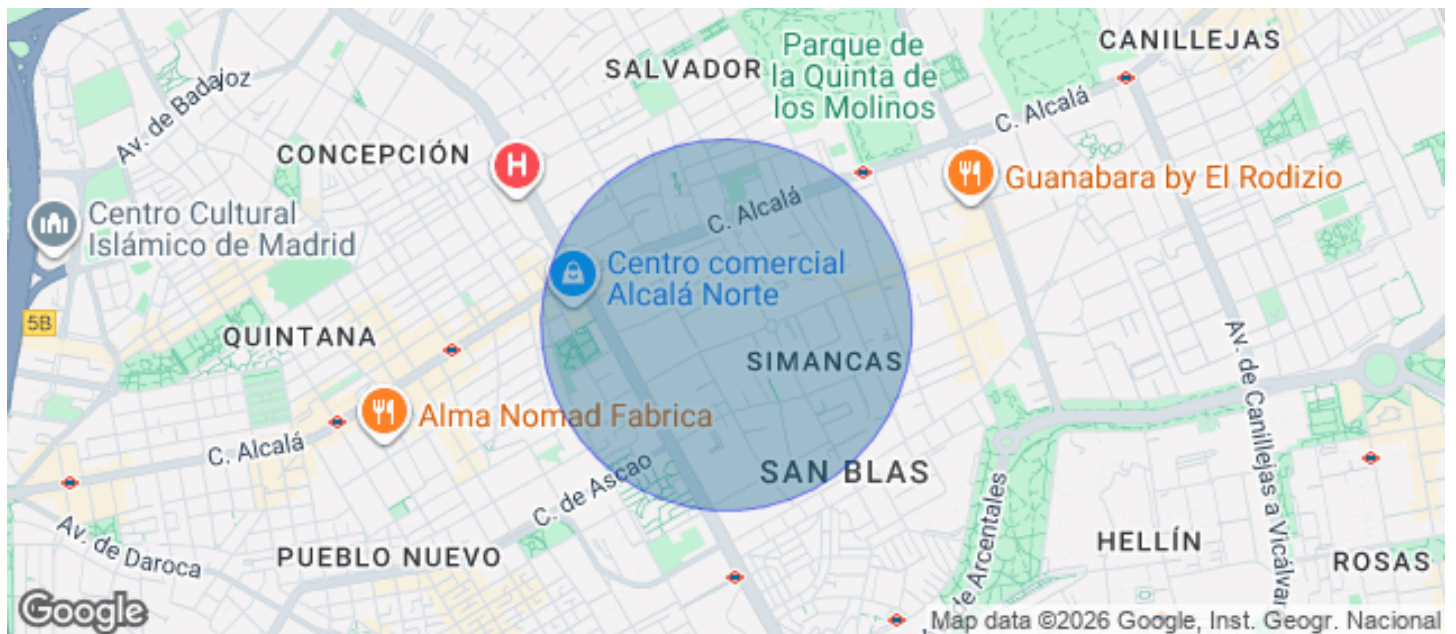 CANILLEJAS
SALVADOR
Parque de
la Quinta de
los Molinos
Av. de Badajoz
C. Alcalá
CONCEPCIÓN
H
Guanabara by El Rodizio
Centro Cultural
Islámico de Madrid
C. Alcalá
Centro comercial
Alcalá Norte
5B
QUINTANA
SIMANCAS
Alma Nomad Fabrica
Av. de Canillejas a Vicálvar
C. Alcalá
C. de Ascao
SAN BLAS
de Arcentales
Av. de Daroca
PUEBLO NUEVO
HELLÍN
ROSAS
Google
Map data ©2026 Google, Inst. Geogr. Nacional